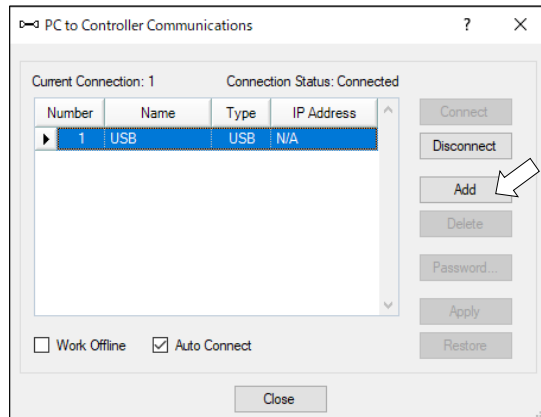 PC to Controller Communications ? ×
Current Connection: 1 Connection Status: Connected
Number Name Type IP Address
1 USB USB N/A
Connect
Disconnect
Add
Delete
Password...
Apply
Restore
Work Offline Auto Connect
Close